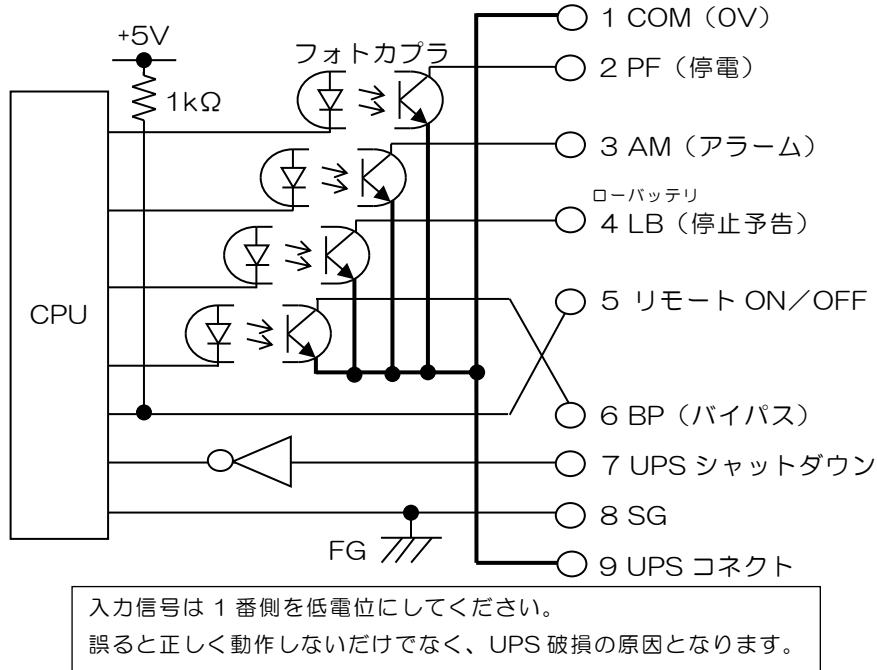 1 COM（0V）
+5V
フォトカプラ
2 PF（停電）
1kΩ
3 AM（アラーム）
ローバッテリ
4 LB（停止予告）
5 リモート ON／OFF
CPU
6 BP（バイパス）
7 UPS シャットダウン
8 SG
FG
9 UPS コネクト
入力信号は 1 番側を低電位にしてください。
誤ると正しく動作しないだけでなく、UPS 破損の原因となります。